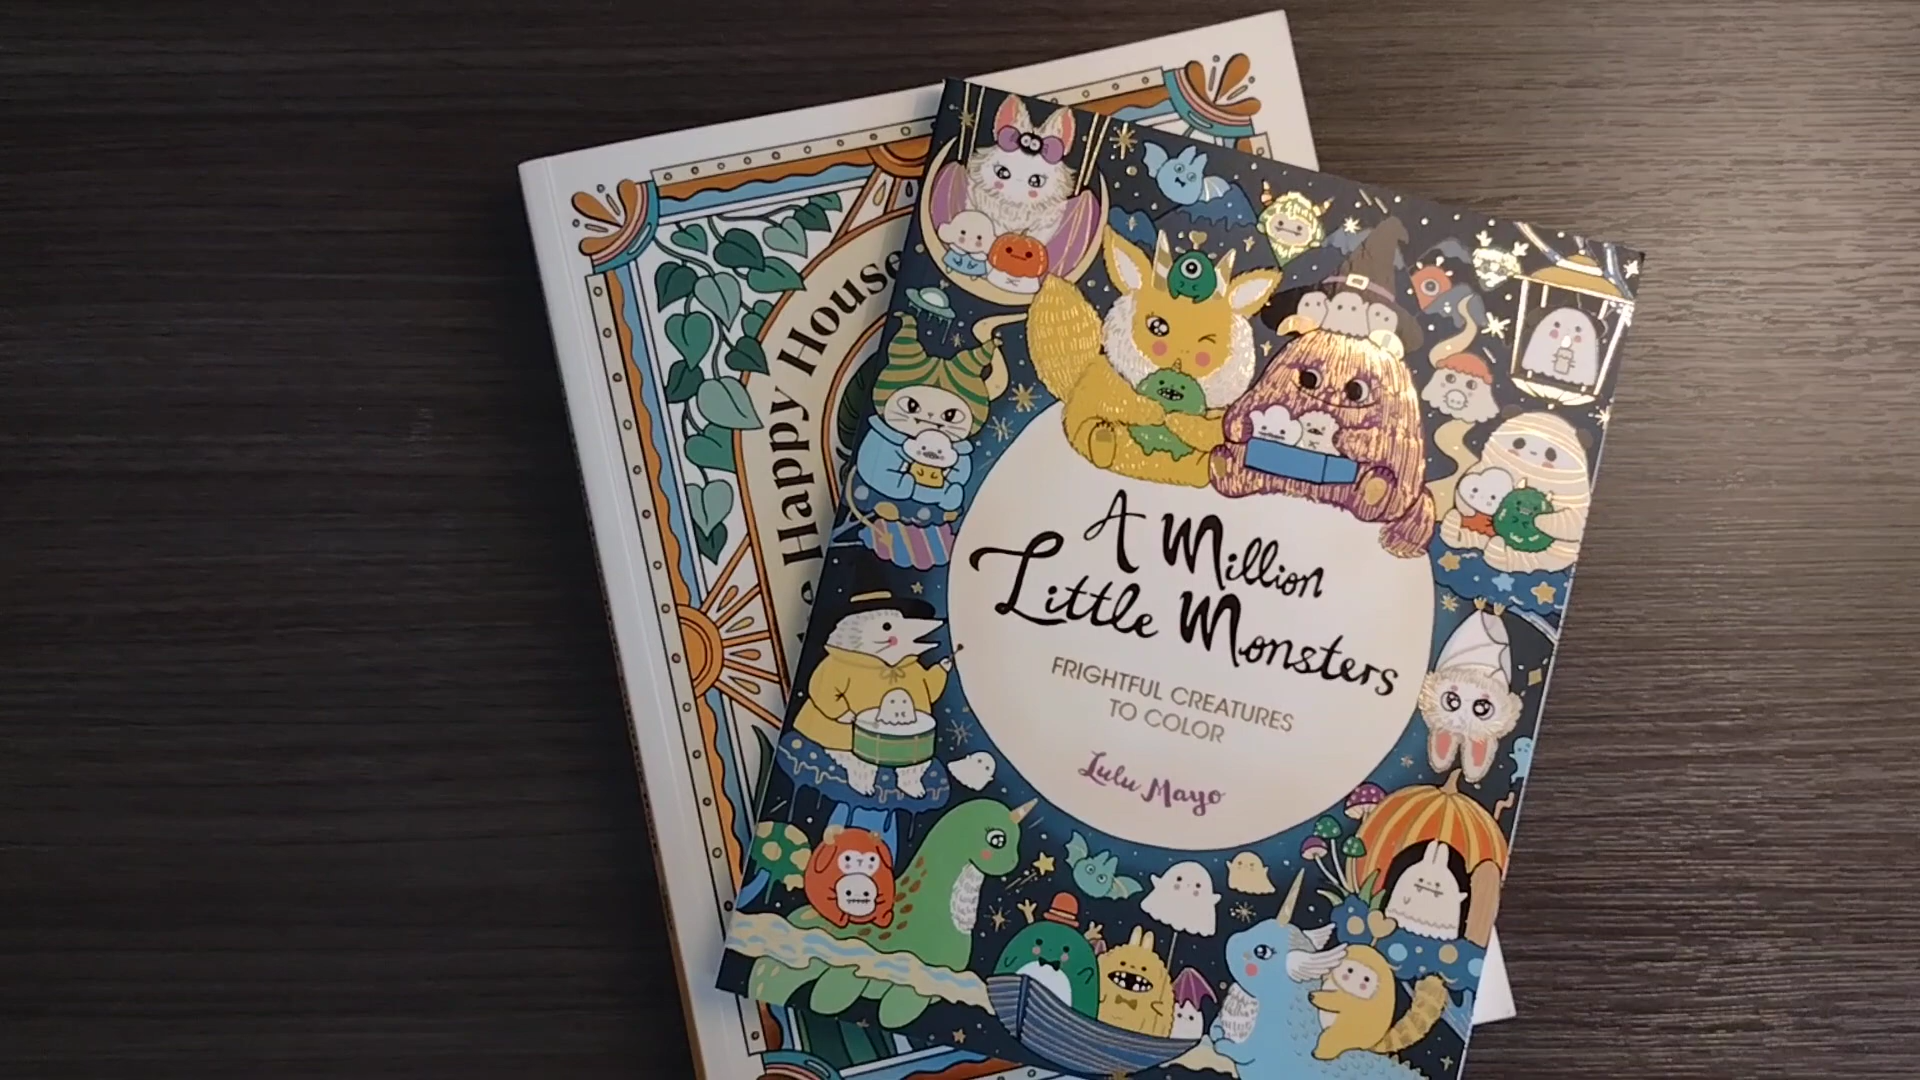 Happy House
A Million
Little Monsters
FRIGHTFUL CREATURES
TO COLOR
Lulu Mayo